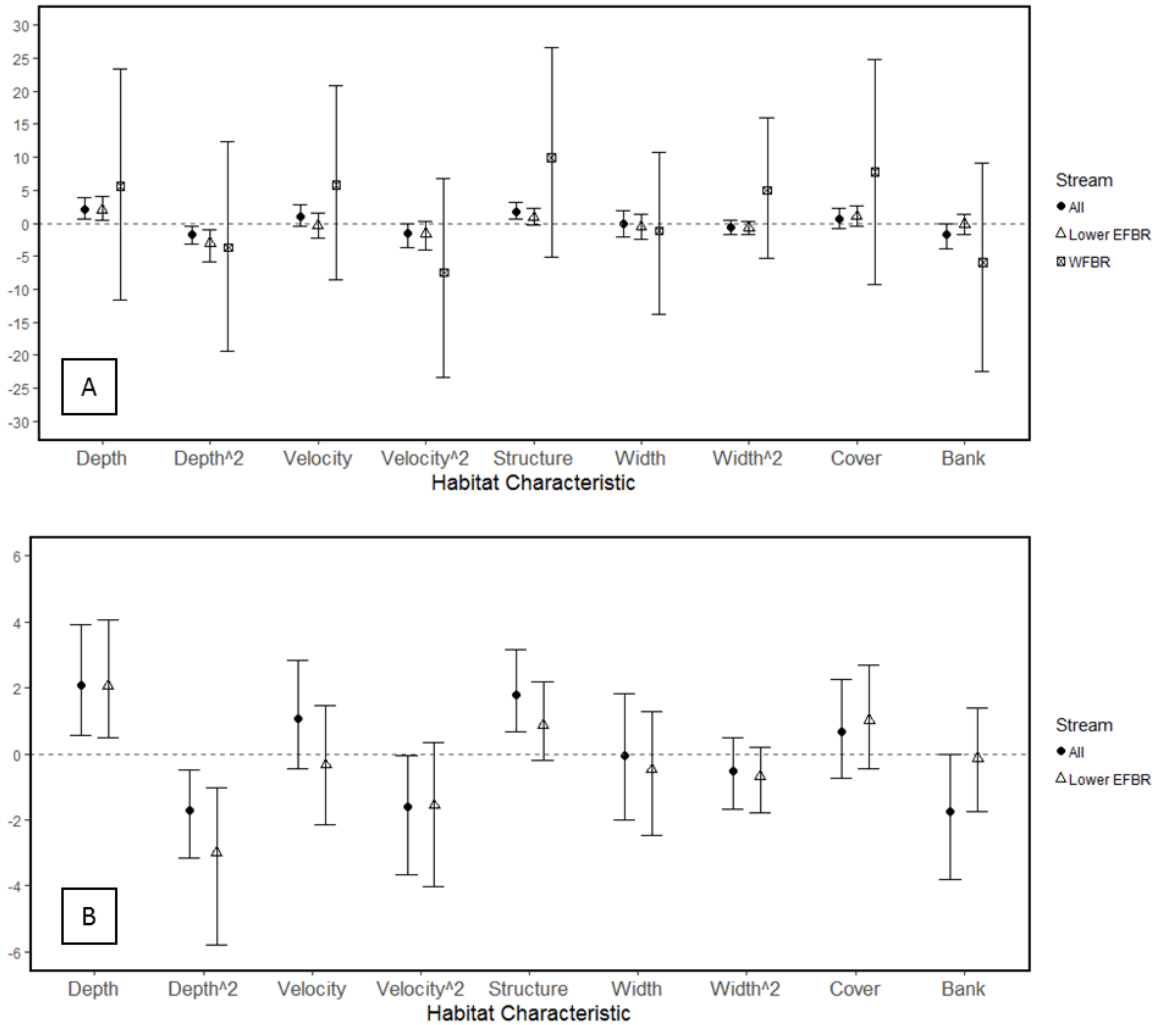 30
25
20
15
10
5
0
-5
-10
-15
-20
-25
-30
A
Depth Depth^2 Velocity Velocity^2 Structure Width Width^2 Cover Bank
Habitat Characteristic
Stream
All
Lower EFBR
WFBR
6
4
2
0
-2
-4
-6
B
Depth Depth^2 Velocity Velocity^2 Structure Width Width^2 Cover Bank
Habitat Characteristic
Stream
All
Lower EFBR